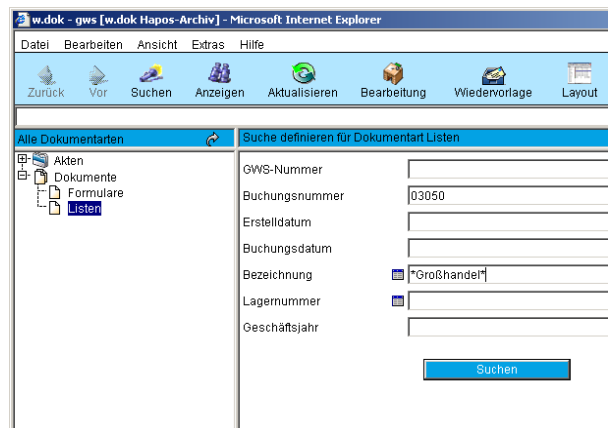 w.dok - gws [w.dok Hapos-Archiv] - Microsoft Internet Explorer
Datei Bearbeiten Ansicht Extras Hilfe
Zurück Vor Suchen Anzeigen Aktualisieren Bearbeitung Wiedervorlage Layout
Alle Dokumentarten
Akten
Dokumente
Formulare
Listen
Suche definieren für Dokumentart Listen
GWS-Nummer
Buchungsnummer 03050
Erstelldatum
Buchungsdatum
Bezeichnung *Großhandel*
Lagernummer
Geschäftsjahr
Suchen